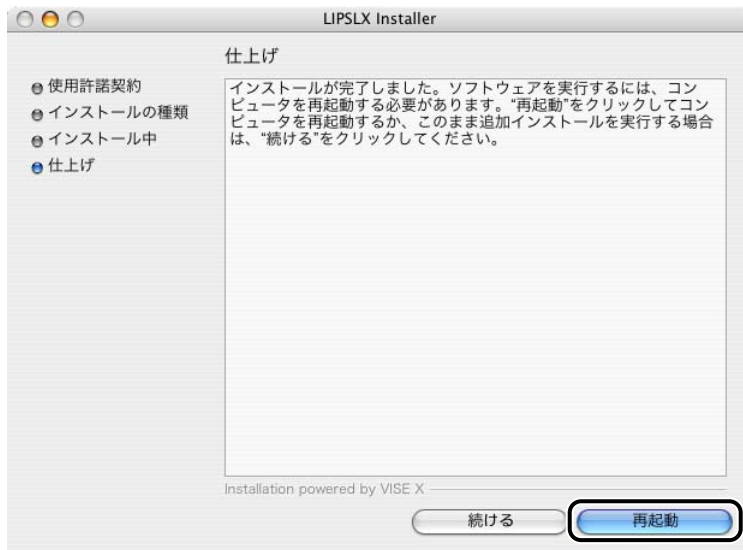 LIPSLX Installer
仕上げ
使用許諾契約
インストールの種類
インストール中
仕上げ
インストールが完了しました。ソフトウェアを実行するには、コン
ピュータを再起動する必要があります。“再起動”をクリックしてコン
ピュータを再起動するか、このまま追加インストールを実行する場合
は、“続ける”をクリックしてください。
Installation powered by VISE X
続ける
再起動